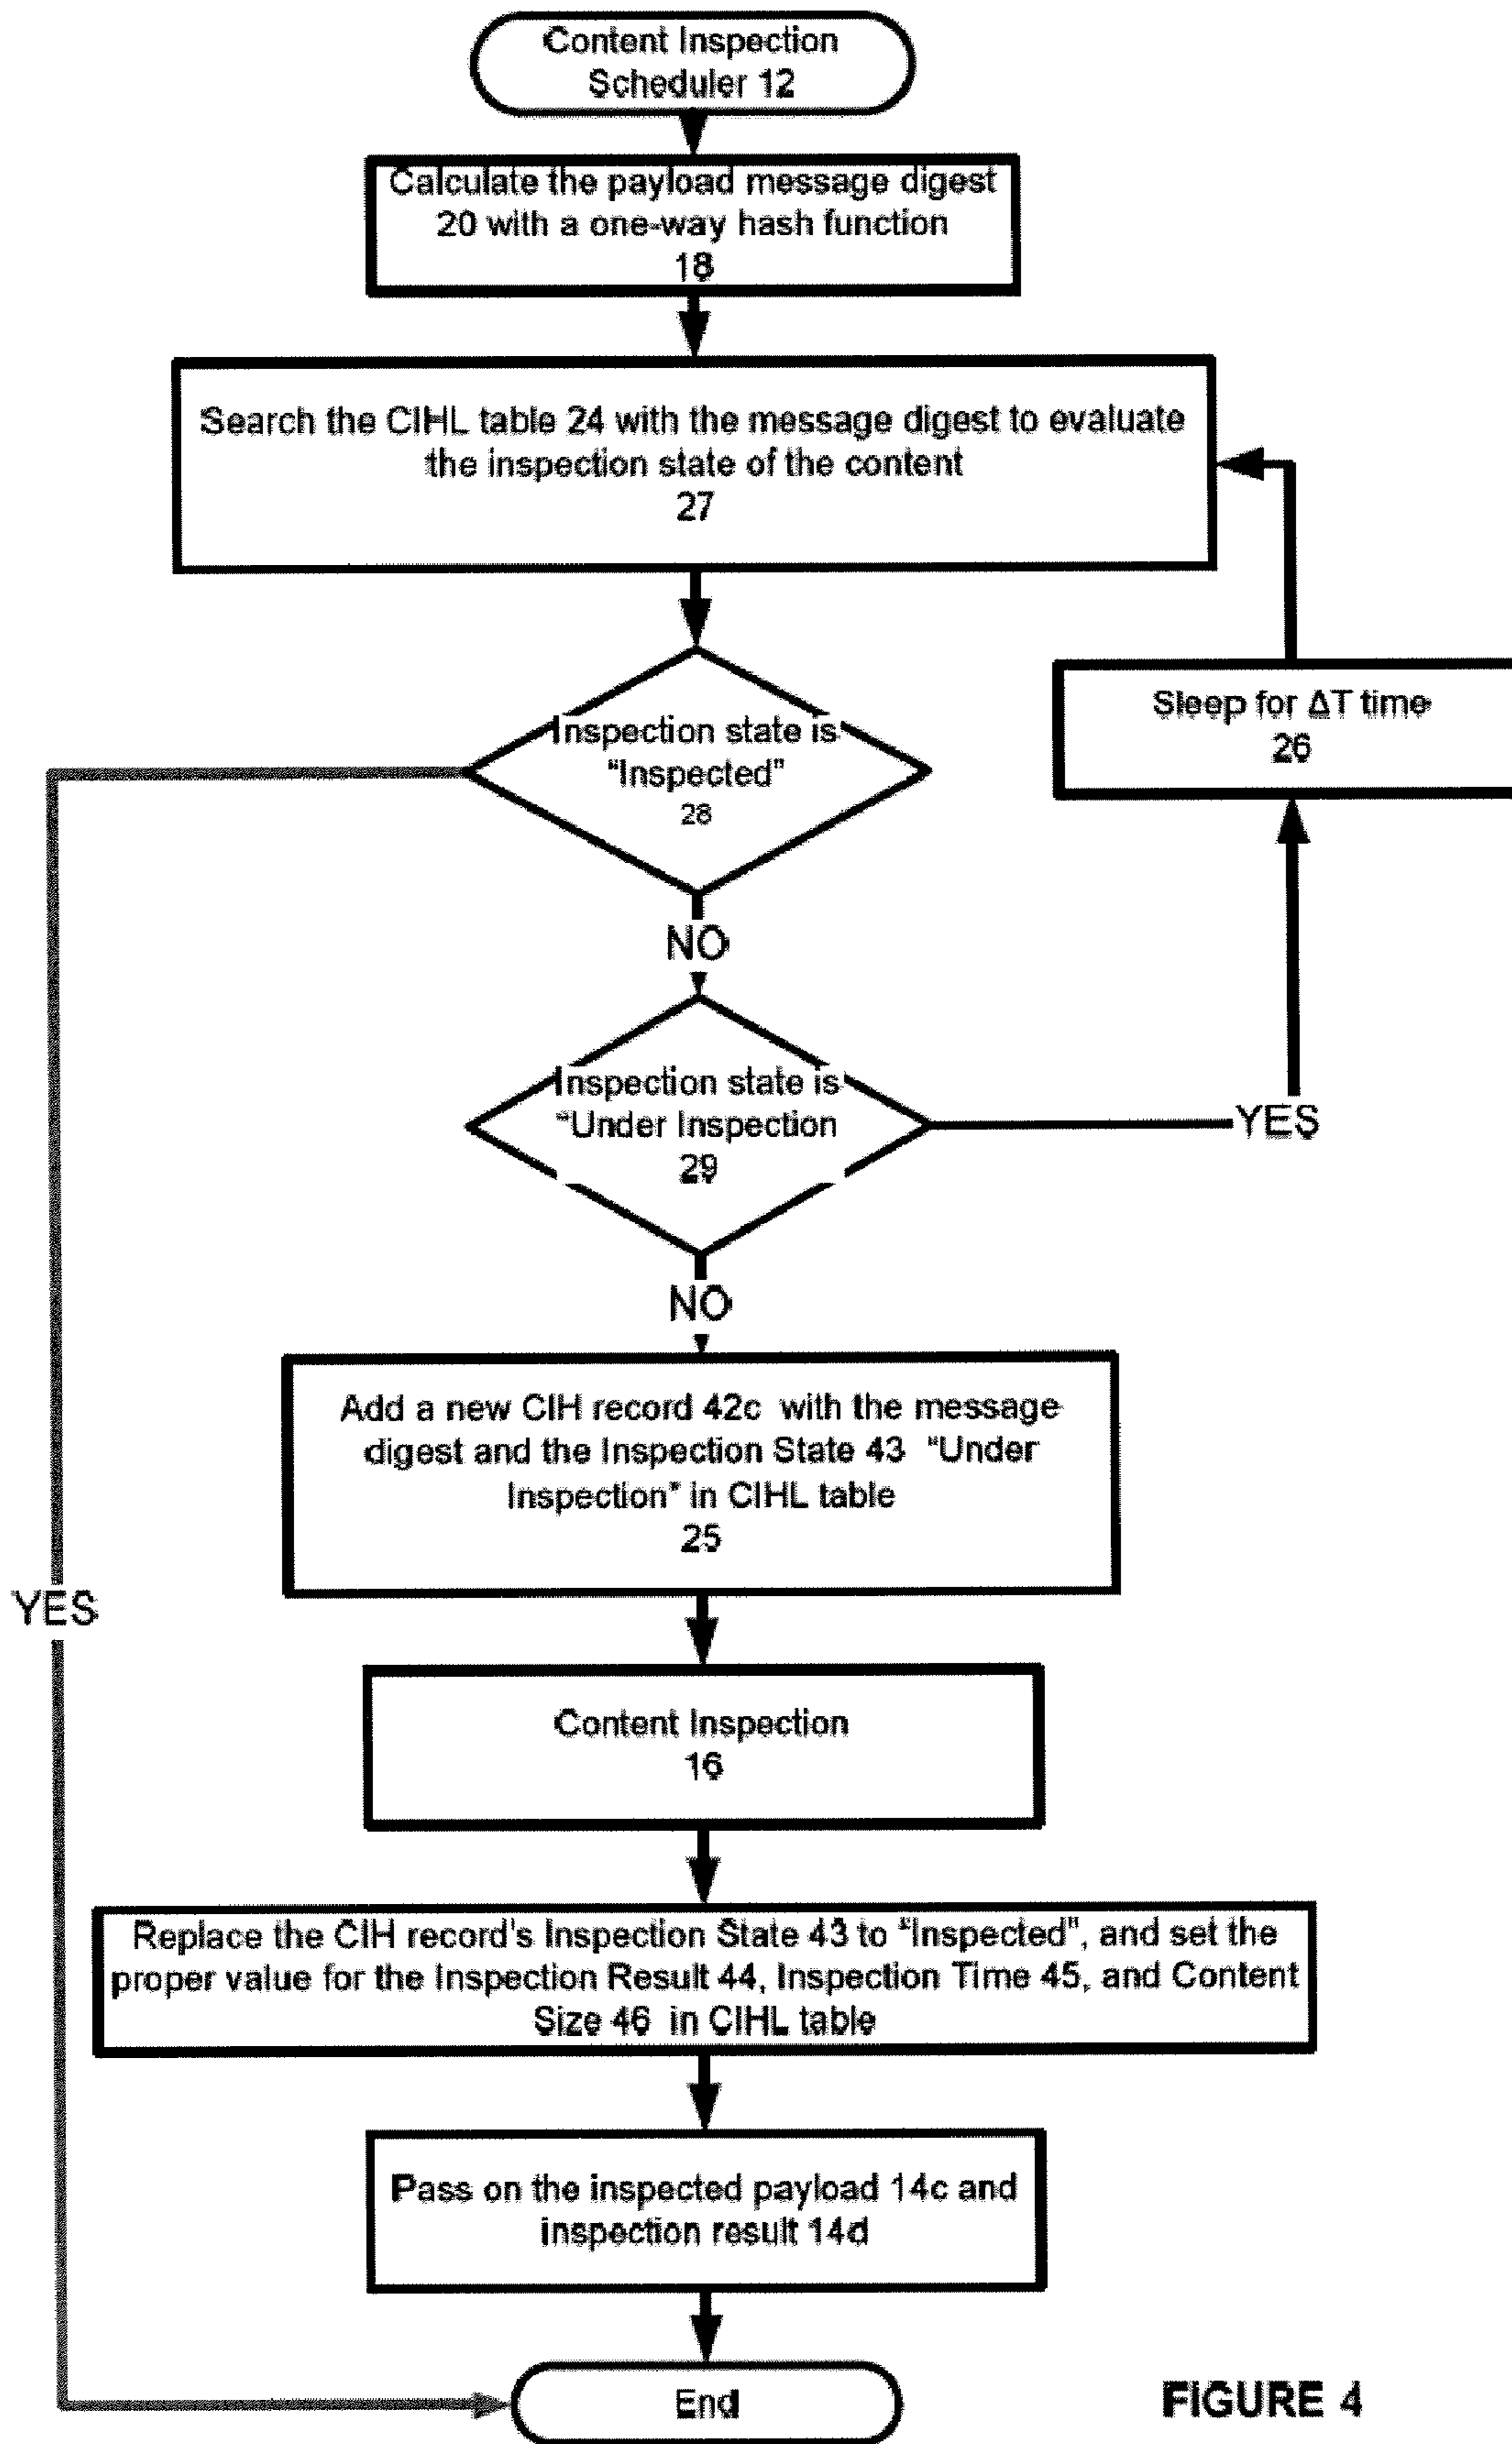 Content Inspection
Scheduler 12
Calculate the payload message digest
20 with a one-way hash function
18
Search the CIHL table 24 with the message digest to evaluate
the inspection state of the content
27
Inspection state is
"Inspected"
28
Sleep for ΔT time
26
NO
Inspection state is
"Under Inspection
29
YES
NO
Add a new CIH record 42c with the message
digest and the Inspection State 43 "Under
Inspection" in CIHL table
25
YES
Content Inspection
16
Replace the CIH record's Inspection State 43 to "Inspected", and set the
proper value for the Inspection Result 44, Inspection Time 45, and Content
Size 46 in CIHL table
Pass on the inspected payload 14c and
inspection result 14d
End
FIGURE 4